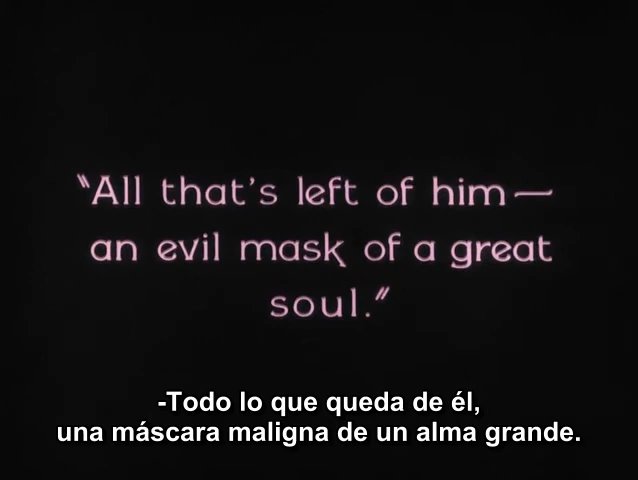 "All that's left of him—
an evil mask of a great
soul."
-Todo lo que queda de él,
una máscara maligna de un alma grande.